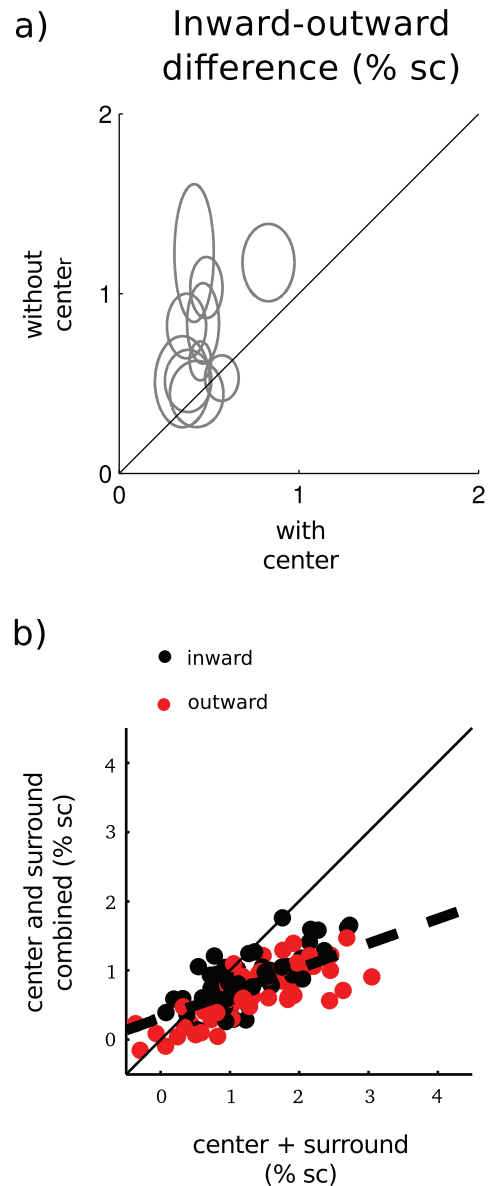 a)
Inward-outward
difference (% sc)
2
1
0
without
center
0
1
2
with
center
b)
inward
outward
4
3
2
1
0
center and surround
combined (% sc)
0
1
2
3
4
center + surround
(% sc)